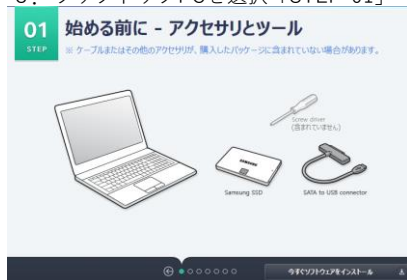 01
STEP
始める前に - アクセサリとツール
※ ケーブルまたはその他のアクセサリが、購入したパッケージに含まれていない場合があります。
Screw driver
(含まれていません)
Samsung SSD
SATA to USB connector
今すぐソフトウェアをインストール